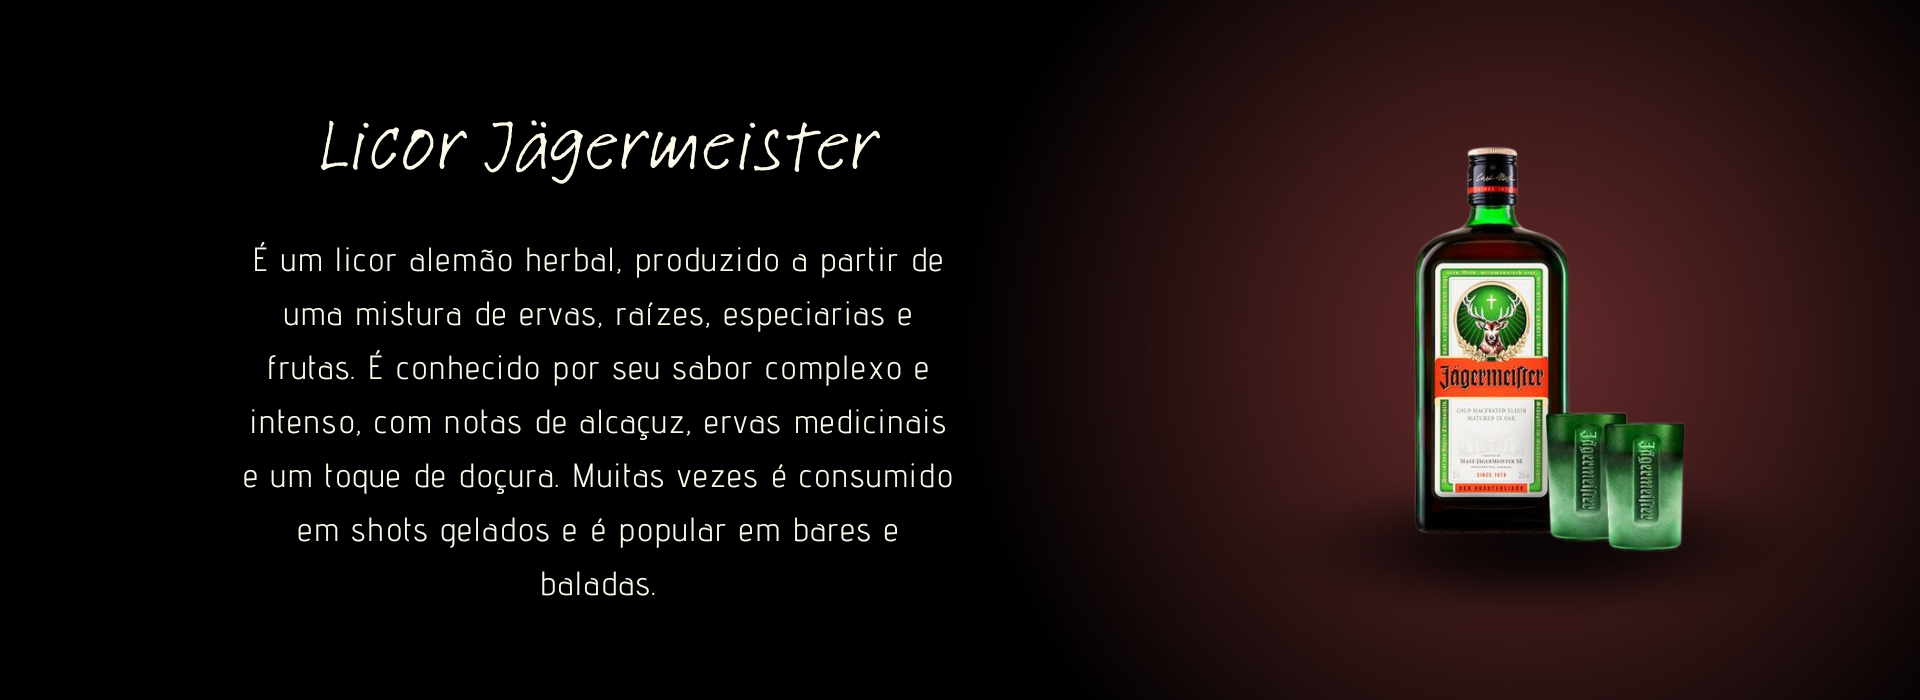 Licor Jägermeister
É um licor alemão herbal, produzido a partir de
uma mistura de ervas, raízes, especiarias e
frutas. É conhecido por seu sabor complexo e
intenso, com notas de alcaçuz, ervas medicinais
e um toque de doçura. Muitas vezes é consumido
em shots gelados e é popular em bares e
baladas.
Jägermeister
COLD MACERATED ELIXIR
MATURED IN OAK
MAST-JÄGERMEISTER SE
SINCE 1878
DER KRÄUTERLIKÖR
Jägermeister
Jägermeister